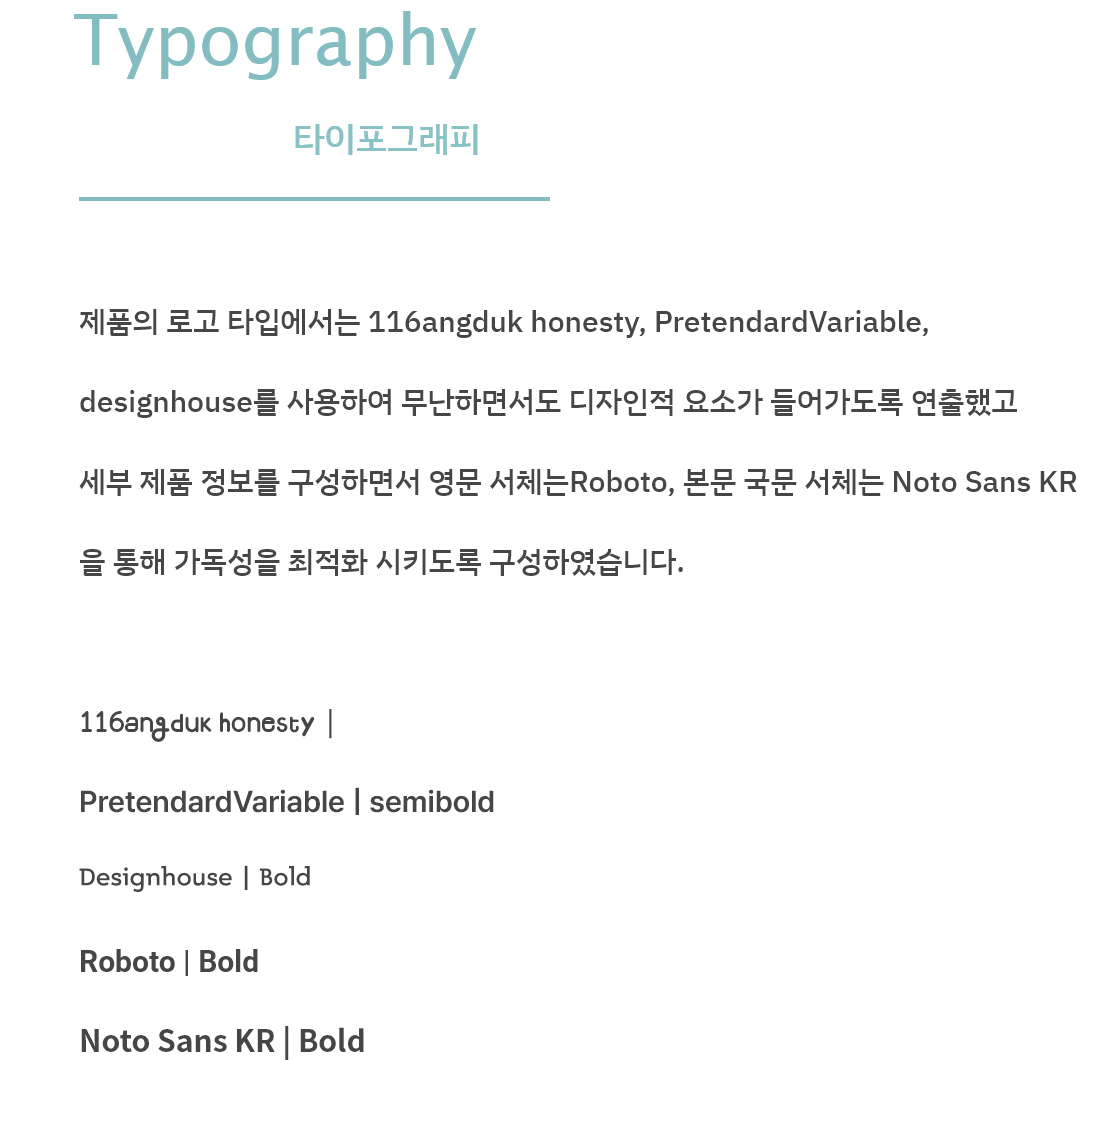 Typography
타이포그래피
제품의 로고 타입에서는 116angduk honesty, PretendardVariable,
designhouse를 사용하여 무난하면서도 디자인적 요소가 들어가도록 연출했고
세부 제품 정보를 구성하면서 영문 서체는Roboto, 본문 국문 서체는 Noto Sans KR
을 통해 가독성을 최적화 시키도록 구성하였습니다.
116angduk honesty |
PretendardVariable | semibold
Designhouse | Bold
Roboto | Bold
Noto Sans KR | Bold